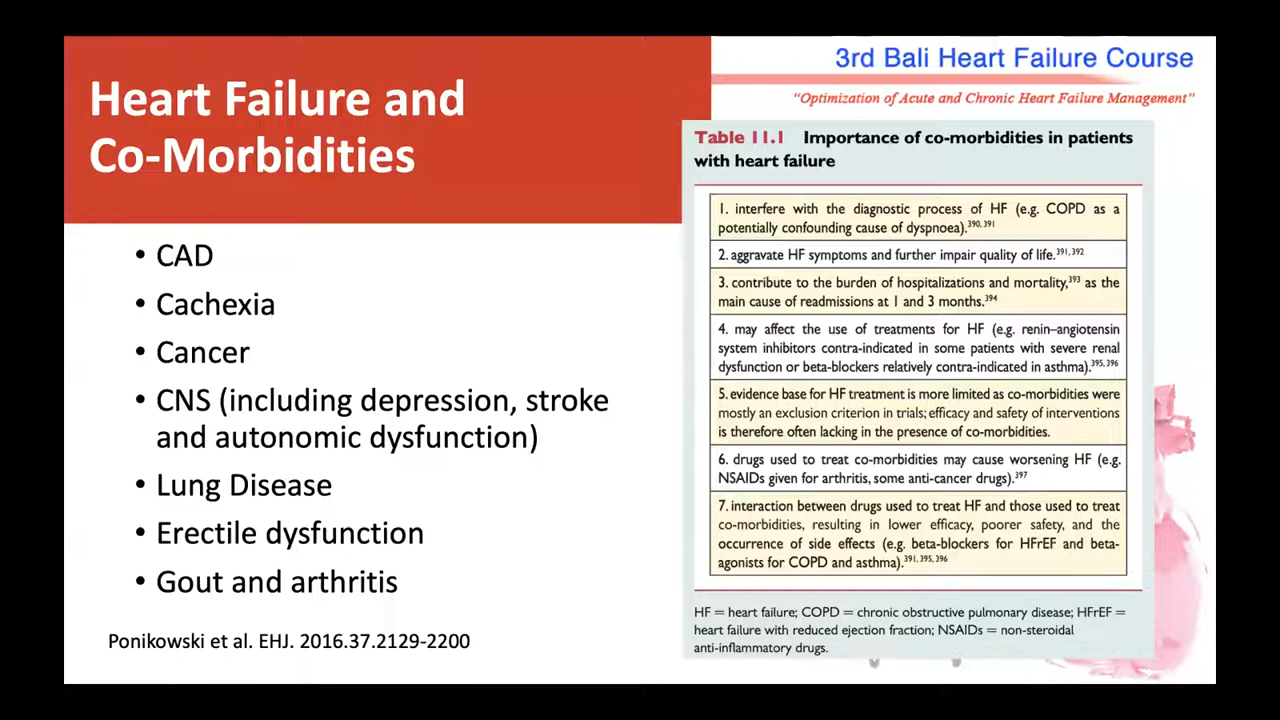 Heart Failure and
Co-Morbidities
• CAD
• Cachexia
• Cancer
• CNS (including depression, stroke
and autonomic dysfunction)
• Lung Disease
• Erectile dysfunction
• Gout and arthritis
Ponikowski et al. EHJ. 2016.37.2129-2200
3rd Bali Heart Failure Course
“Optimization of Acute and Chronic Heart Failure Management”
Table 11.1 Importance of co-morbidities in patients
with heart failure
1. interfere with the diagnostic process of HF (e.g. COPD as a
potentially confounding cause of dyspnoea).390,391
2. aggravate HF symptoms and further impair quality of life.391,392
3. contribute to the burden of hospitalizations and mortality,393 as the
main cause of readmissions at 1 and 3 months.394
4. may affect the use of treatments for HF (e.g. renin–angiotensin
system inhibitors contra-indicated in some patients with severe renal
dysfunction or beta-blockers relatively contra-indicated in asthma).395,396
5. evidence base for HF treatment is more limited as co-morbidities were
mostly an exclusion criterion in trials; efficacy and safety of interventions
is therefore often lacking in the presence of co-morbidities.
6. drugs used to treat co-morbidities may cause worsening HF (e.g.
NSAIDs given for arthritis, some anti-cancer drugs).397
7. interaction between drugs used to treat HF and those used to treat
co-morbidities, resulting in lower efficacy, poorer safety, and the
occurrence of side effects (e.g. beta-blockers for HFrEF and beta-
agonists for COPD and asthma).391,395,396
HF = heart failure; COPD = chronic obstructive pulmonary disease; HFrEF =
heart failure with reduced ejection fraction; NSAIDs = non-steroidal
anti-inflammatory drugs.